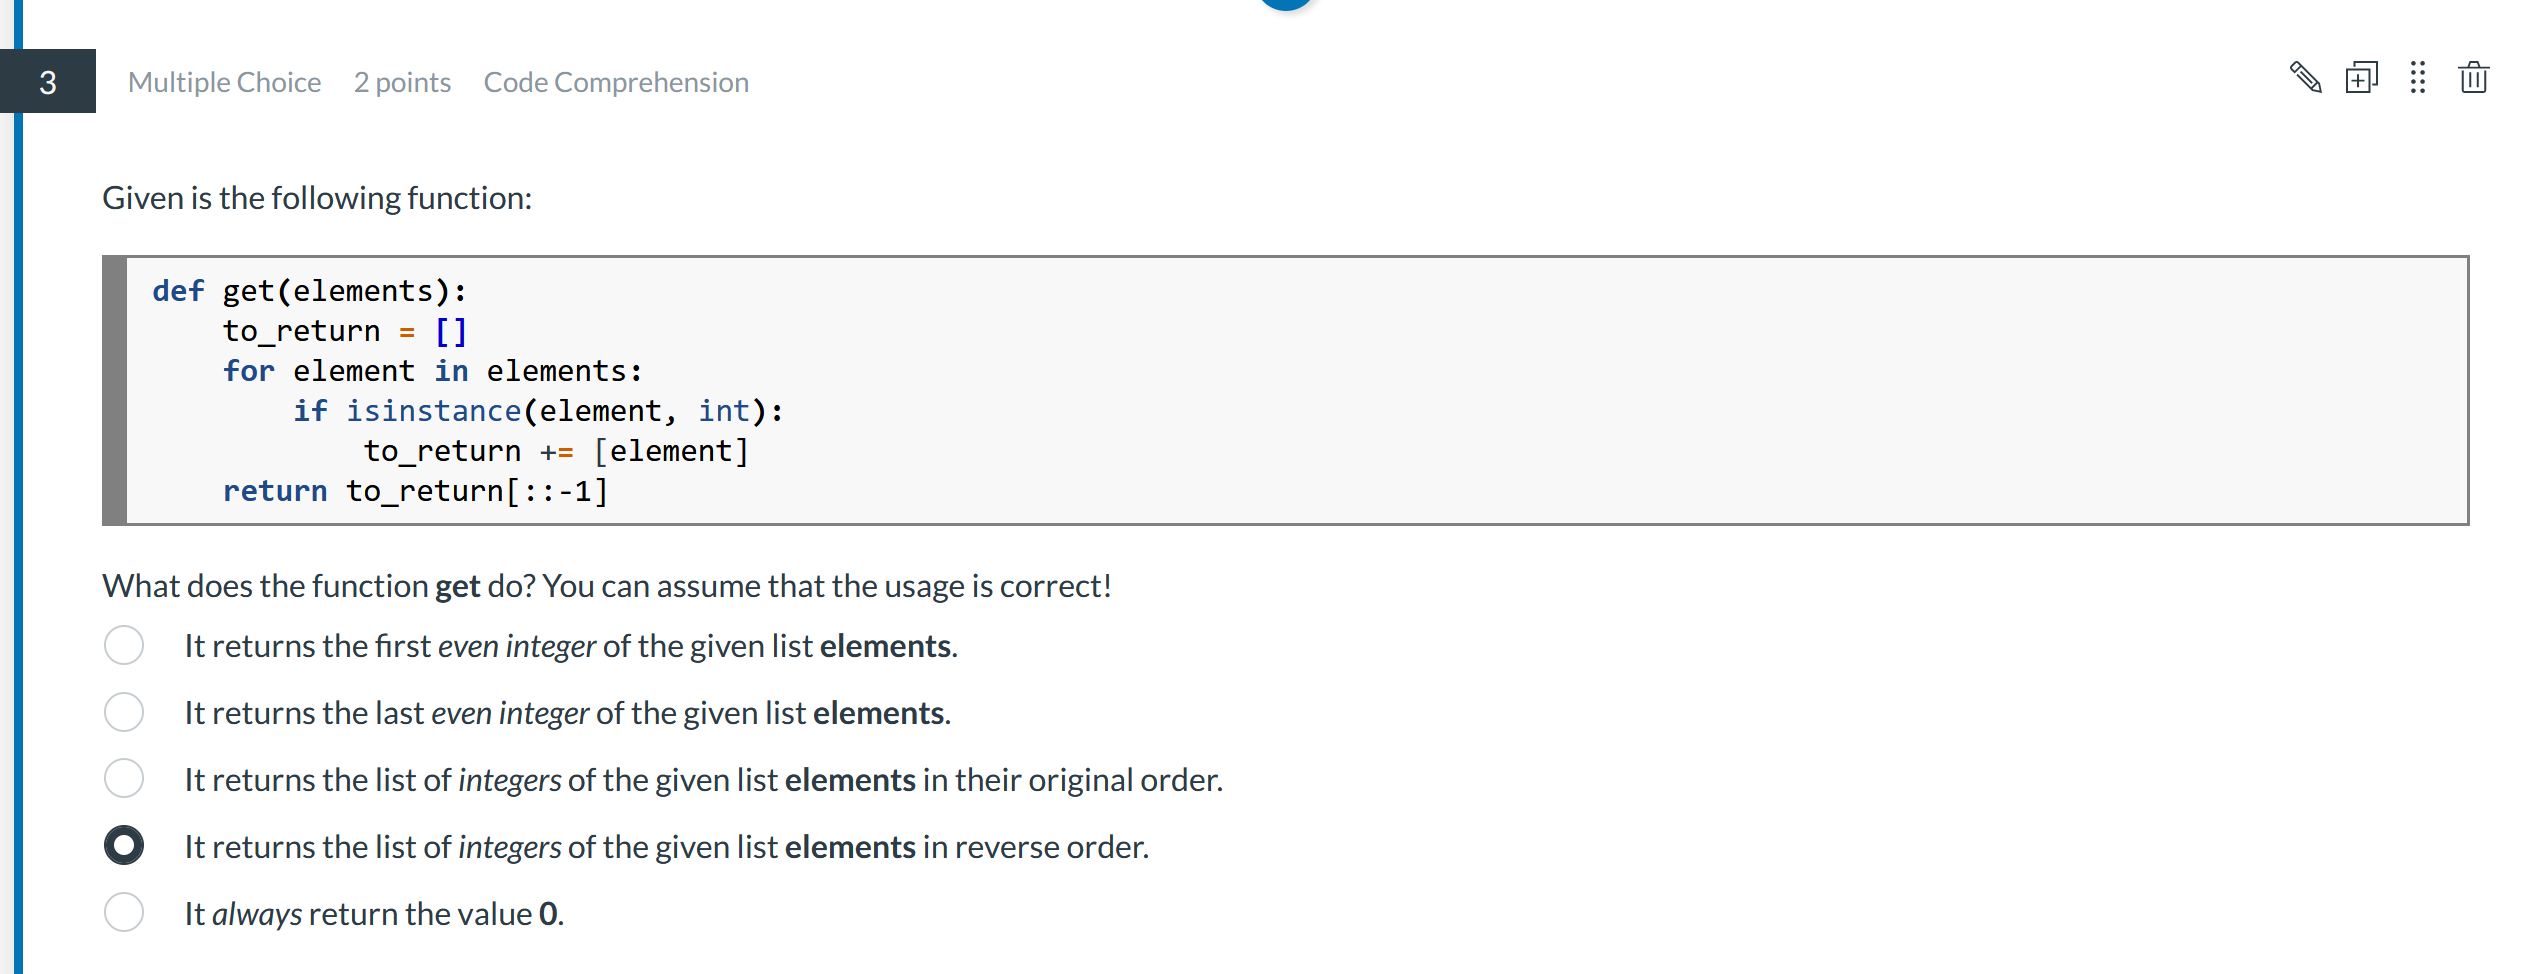 3 Multiple Choice 2 points Code Comprehension
Given is the following function:
def get(elements):
    to_return = []
    for element in elements:
        if isinstance(element, int):
            to_return += [element]
    return to_return[::-1]
What does the function get do? You can assume that the usage is correct!
It returns the first even integer of the given list elements.
It returns the last even integer of the given list elements.
It returns the list of integers of the given list elements in their original order.
It returns the list of integers of the given list elements in reverse order.
It always return the value 0.